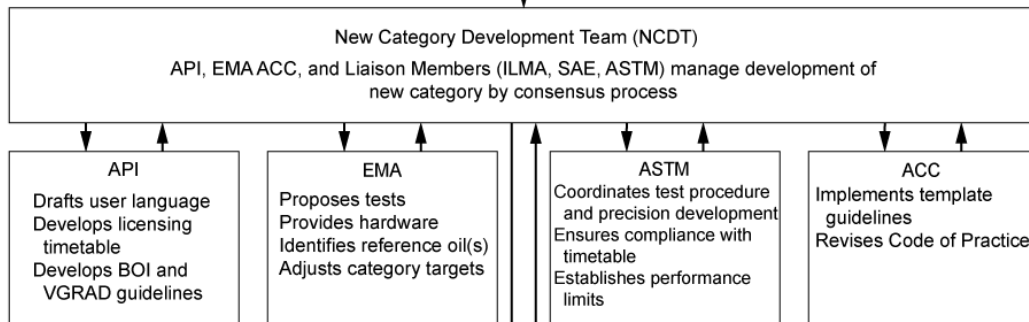 New Category Development Team (NCDT)
API, EMA ACC, and Liaison Members (ILMA, SAE, ASTM) manage development of
new category by consensus process
API
Drafts user language
Develops licensing
timetable
Develops BOI and
VGRAD guidelines
EMA
Proposes tests
Provides hardware
Identifies reference oil(s)
Adjusts category targets
ASTM
Coordinates test procedure
and precision development
Ensures compliance with
timetable
Establishes performance
limits
ACC
Implements template
guidelines
Revises Code of Practice